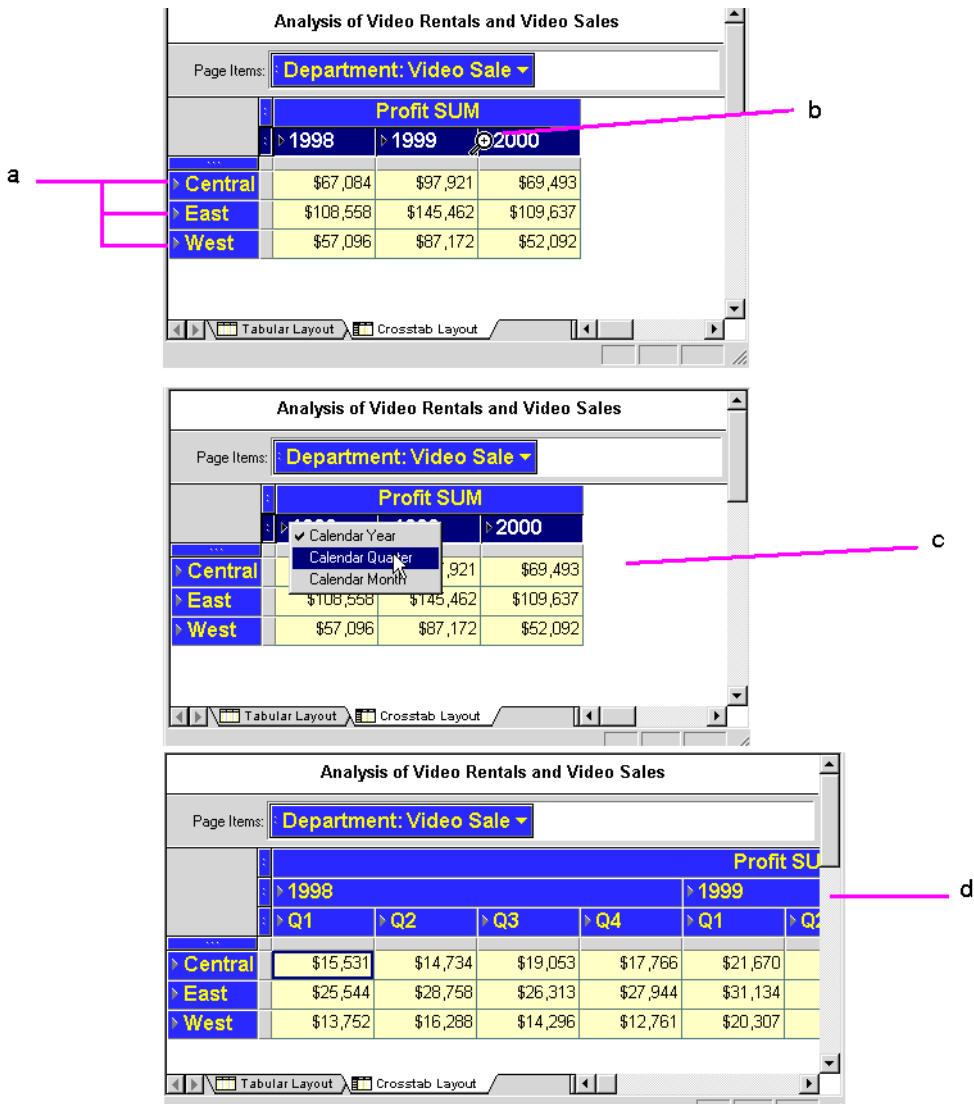 Analysis of Video Rentals and Video Sales
Page Items: Department: Video Sale
Profit SUM
b
1998 1999 2000
a
Central $67,084 $97,921 $69,493
East $108,558 $145,462 $109,637
West $57,096 $87,172 $52,092
Tabular Layout Crosstab Layout
Analysis of Video Rentals and Video Sales
Page Items: Department: Video Sale
Profit SUM
2000
Calendar Year
Calendar Quarter
c
Central ,921 $69,493
Calendar Month
East $108,558 $145,462 $109,637
West $57,096 $87,172 $52,092
Tabular Layout Crosstab Layout
Analysis of Video Rentals and Video Sales
Page Items: Department: Video Sale
Profit SU
1998 1999
d
Q1 Q2 Q3 Q4 Q1
Central $15,531 $14,734 $19,053 $17,766 $21,670
East $25,544 $28,758 $26,313 $27,944 $31,134
West $13,752 $16,288 $14,296 $12,761 $20,307
Tabular Layout Crosstab Layout